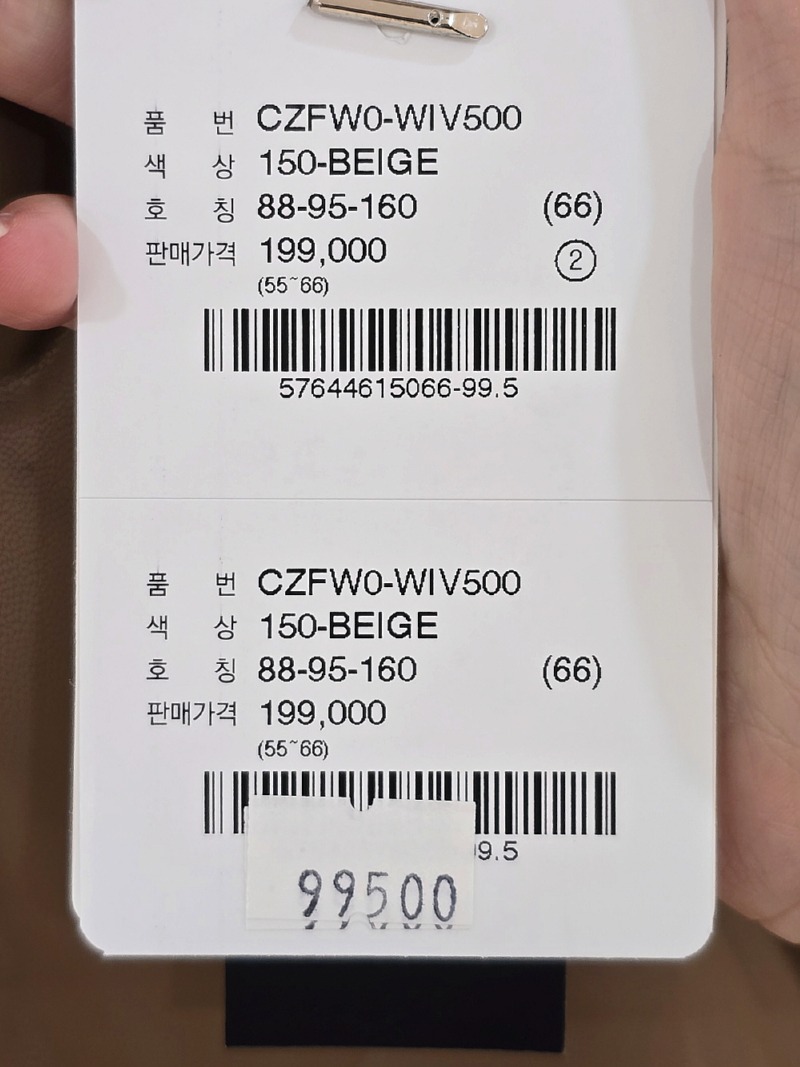 품 번 CZFW0-WIV500
색 상 150-BEIGE
호 칭 88-95-160 (66)
판매가격 199,000 ②
(55~66)
57644615066-99.5
품 번 CZFW0-WIV500
색 상 150-BEIGE
호 칭 88-95-160 (66)
판매가격 199,000
(55~66)
9.5
99500